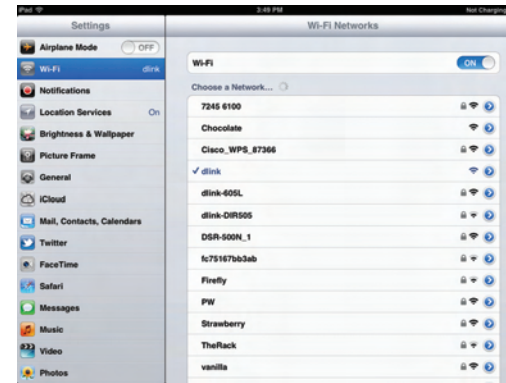 iPad 3:49 PM Not Charging
Settings
Wi-Fi Networks
Airplane Mode OFF
Wi-Fi dlink
Notifications
Location Services On
Brightness & Wallpaper
Picture Frame
General
iCloud
Mail, Contacts, Calendars
Twitter
FaceTime
Safari
Messages
Music
Video
Photos
Wi-Fi ON
Choose a Network...
7245 6100
Chocolate
Cisco_WPS_87366
dlink
dlink-605L
dlink-DIR505
DSR-500N_1
fc75167bb3ab
Firefly
PW
Strawberry
TheRack
vanilla